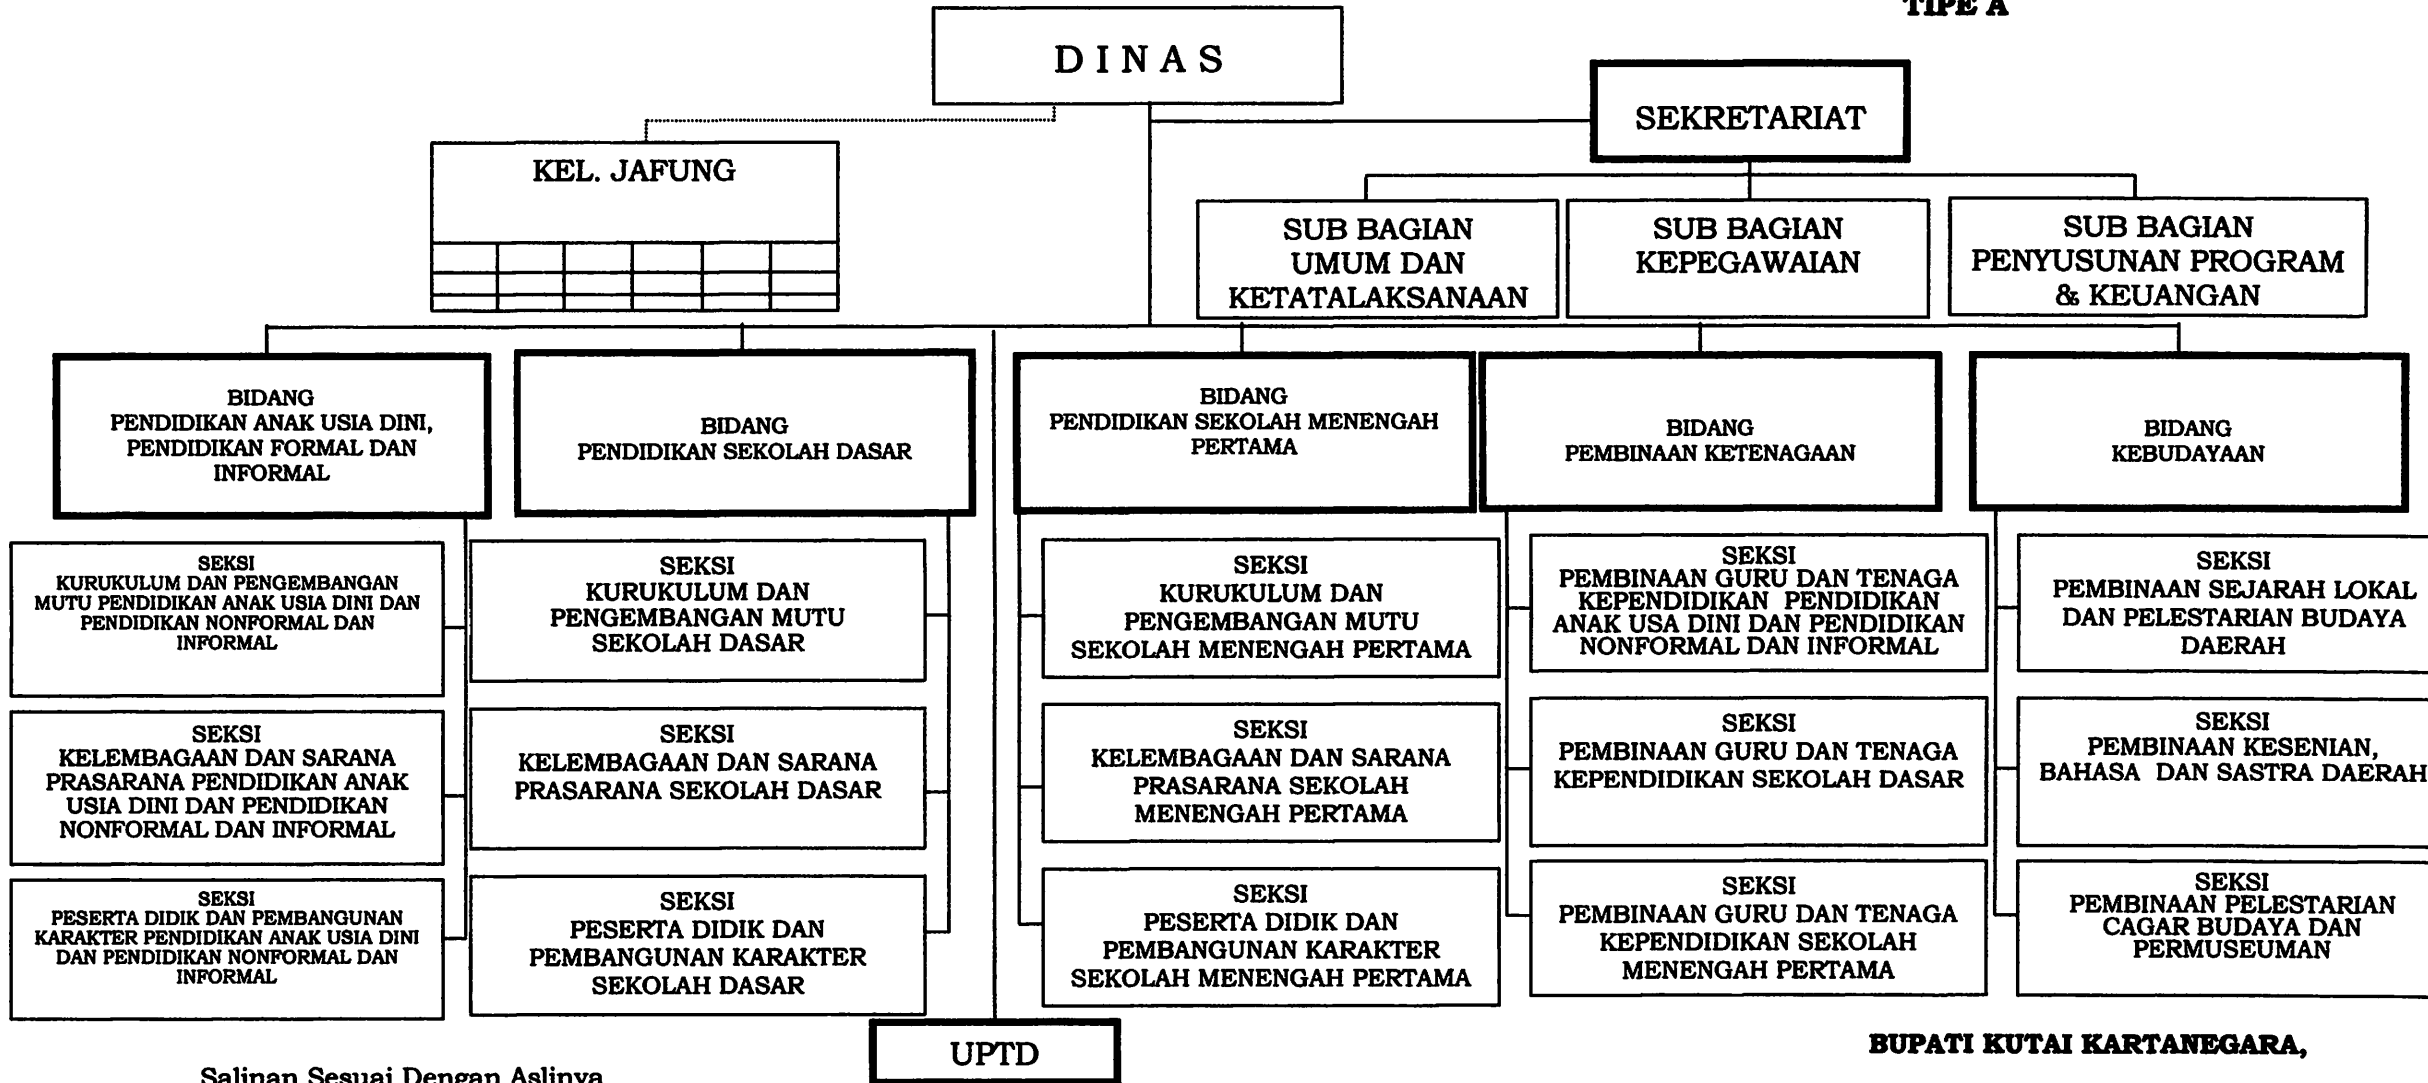 TIPE A
D I N A S
SEKRETARIAT
KEL. JAFUNG
SUB BAGIAN
UMUM DAN
KETATALAKSANAAN
SUB BAGIAN
KEPEGAWAIAN
SUB BAGIAN
PENYUSUNAN PROGRAM
& KEUANGAN
BIDANG
PENDIDIKAN ANAK USIA DINI,
PENDIDIKAN FORMAL DAN
INFORMAL
BIDANG
PENDIDIKAN SEKOLAH DASAR
BIDANG
PENDIDIKAN SEKOLAH MENENGAH
PERTAMA
BIDANG
PEMBINAAN KETENAGAAN
BIDANG
KEBUDAYAAN
SEKSI
KURUKULUM DAN PENGEMBANGAN
MUTU PENDIDIKAN ANAK USIA DINI DAN
PENDIDIKAN NONFORMAL DAN
INFORMAL
SEKSI
KURUKULUM DAN
PENGEMBANGAN MUTU
SEKOLAH DASAR
SEKSI
KURUKULUM DAN
PENGEMBANGAN MUTU
SEKOLAH MENENGAH PERTAMA
SEKSI
PEMBINAAN GURU DAN TENAGA
KEPENDIDIKAN PENDIDIKAN
ANAK USA DINI DAN PENDIDIKAN
NONFORMAL DAN INFORMAL
SEKSI
PEMBINAAN SEJARAH LOKAL
DAN PELESTARIAN BUDAYA
DAERAH
SEKSI
KELEMBAGAAN DAN SARANA
PRASARANA PENDIDIKAN ANAK
USIA DINI DAN PENDIDIKAN
NONFORMAL DAN INFORMAL
SEKSI
KELEMBAGAAN DAN SARANA
PRASARANA SEKOLAH DASAR
SEKSI
KELEMBAGAAN DAN SARANA
PRASARANA SEKOLAH
MENENGAH PERTAMA
SEKSI
PEMBINAAN GURU DAN TENAGA
KEPENDIDIKAN SEKOLAH DASAR
SEKSI
PEMBINAAN KESENIAN,
BAHASA DAN SASTRA DAERAH
SEKSI
PESERTA DIDIK DAN PEMBANGUNAN
KARAKTER PENDIDIKAN ANAK USIA DINI
DAN PENDIDIKAN NONFORMAL DAN
INFORMAL
SEKSI
PESERTA DIDIK DAN
PEMBANGUNAN KARAKTER
SEKOLAH DASAR
SEKSI
PESERTA DIDIK DAN
PEMBANGUNAN KARAKTER
SEKOLAH MENENGAH PERTAMA
SEKSI
PEMBINAAN GURU DAN TENAGA
KEPENDIDIKAN SEKOLAH
MENENGAH PERTAMA
SEKSI
PEMBINAAN PELESTARIAN
CAGAR BUDAYA DAN
PERMUSEUMAN
UPTD
BUPATI KUTAI KARTANEGARA,
Salinan Sesuai Dengan Aslinya